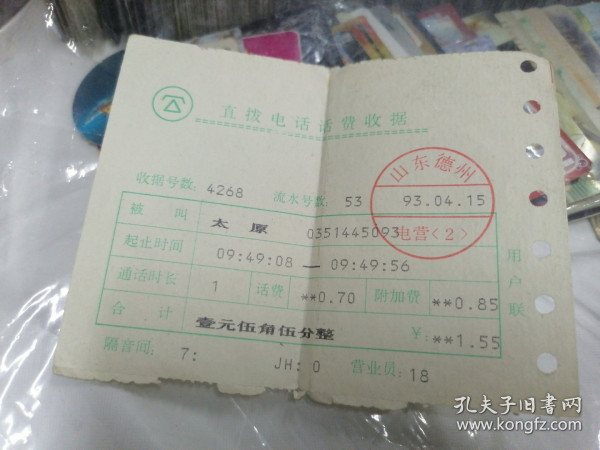 直拨电话话费收据
收据号数: 4268 流水号数: 53
山东德州
93.04.15
电营<2>
被叫 太原 0351445093
起止时间 09:49:08 — 09:49:56
通话时长 1 话费 **0.70 附加费 **0.85
合计 壹元伍角伍分整 ¥: **1.55
隔音间: 7: JH: 0 营业员: 18
用户联
孔夫子旧书网
www.kongfz.com